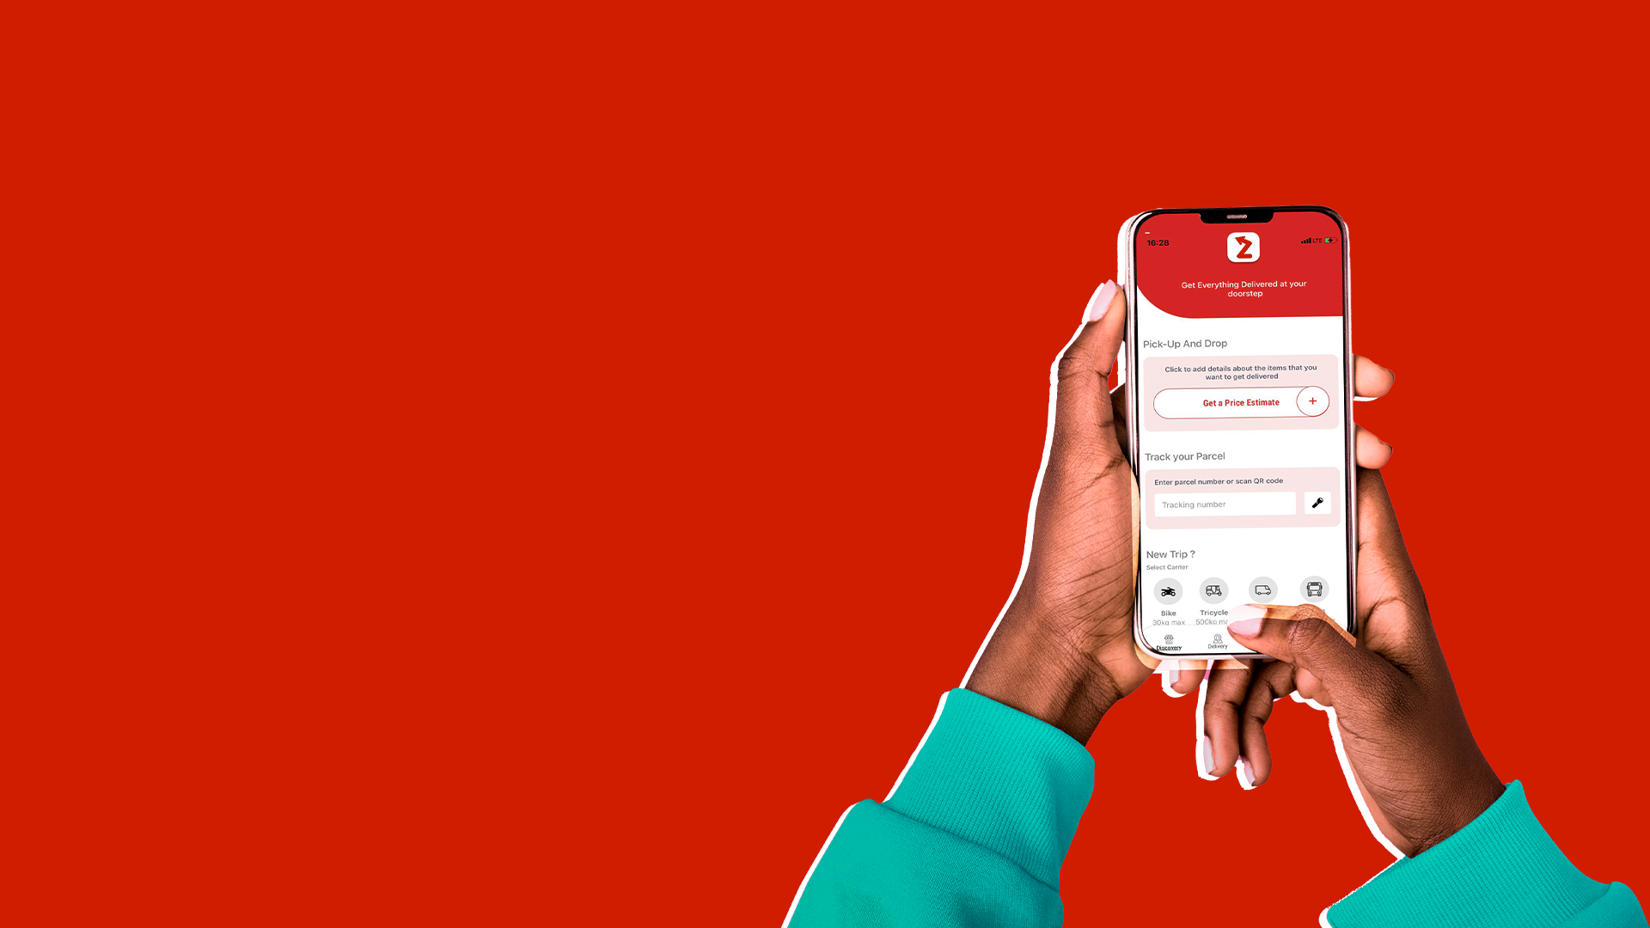 16:28
LTE
Z
Get Everything Delivered at your
doorstep
Pick-Up And Drop
Click to add details about the items that you
want to get delivered
Get a Price Estimate +
Track your Parcel
Enter parcel number or scan QR code
Tracking number
New Trip ?
Select Carrier
Bike Tricycle
30kg max 500kg
Discovery Delivery